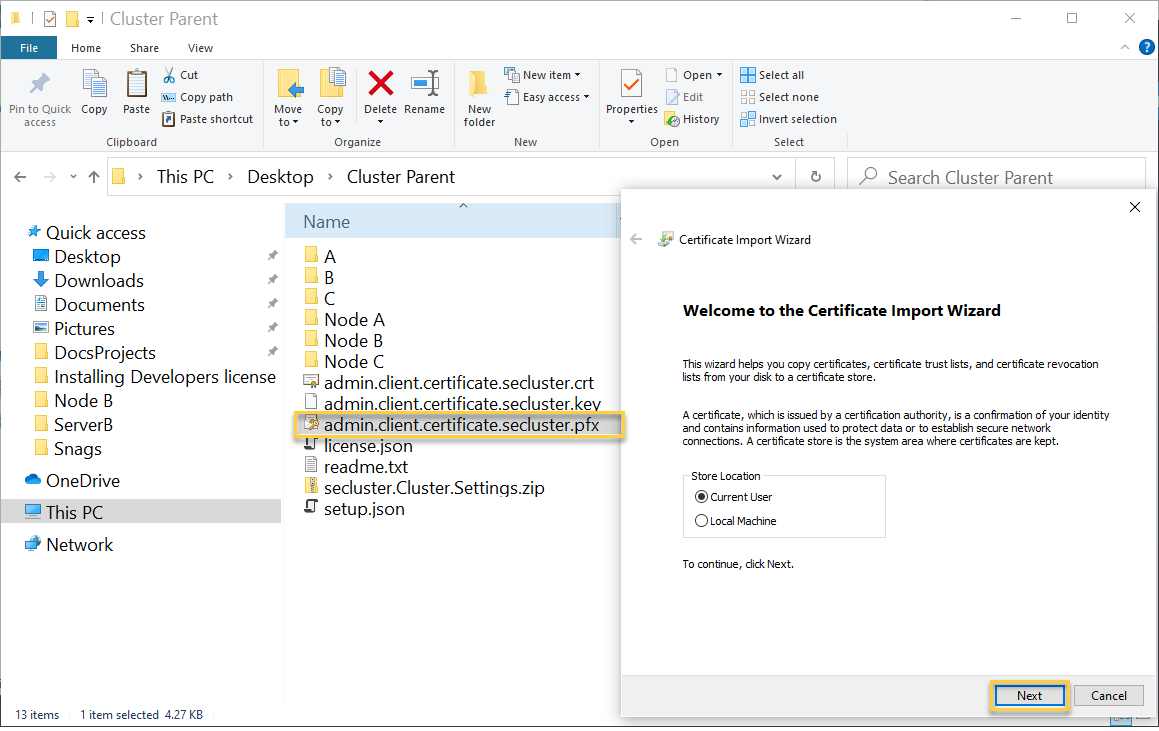 Cluster Parent
File Home Share View
Pin to Quick access
Copy
Paste
Cut
Copy path
Paste shortcut
Clipboard
Move to
Copy to
Delete
Rename
Organize
New folder
New item
Easy access
New
Properties
Open
Edit
History
Open
Select all
Select none
Invert selection
Select
This PC › Desktop › Cluster Parent
Search Cluster Parent
Quick access
Desktop
Downloads
Documents
Pictures
DocsProjects
Installing Developers license
Node B
ServerB
Snags
OneDrive
This PC
Network
Name
A
B
C
Node A
Node B
Node C
admin.client.certificate.secluster.crt
admin.client.certificate.secluster.key
admin.client.certificate.secluster.pfx
license.json
readme.txt
secluster.Cluster.Settings.zip
setup.json
Certificate Import Wizard
Welcome to the Certificate Import Wizard
This wizard helps you copy certificates, certificate trust lists, and certificate revocation
lists from your disk to a certificate store.
A certificate, which is issued by a certification authority, is a confirmation of your identity
and contains information used to protect data or to establish secure network
connections. A certificate store is the system area where certificates are kept.
Store Location
Current User
Local Machine
To continue, click Next.
Next Cancel
13 items 1 item selected 4.27 KB